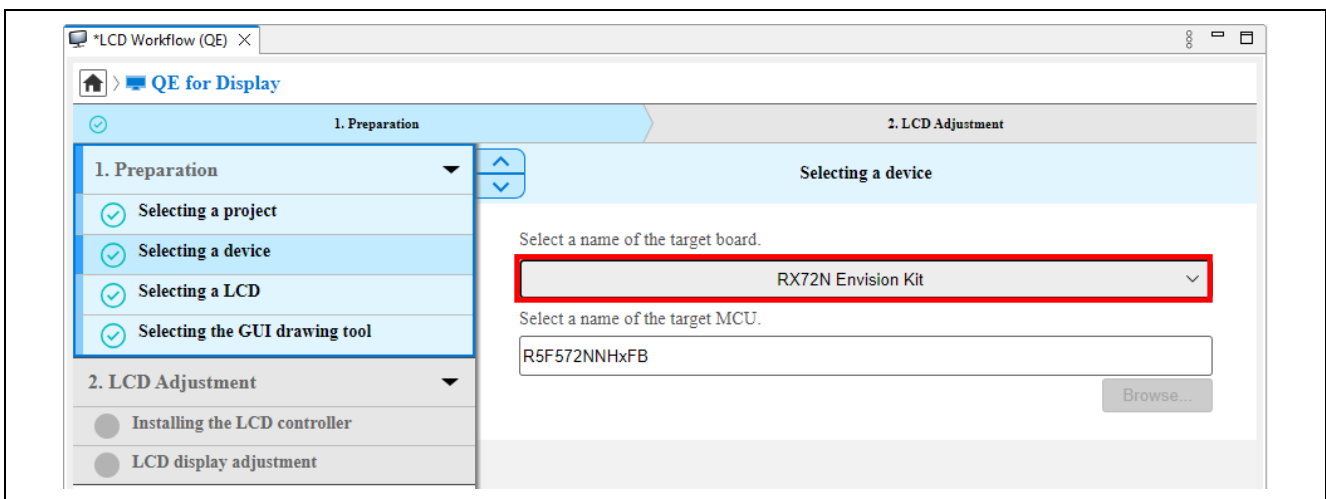 *LCD Workflow (QE)
QE for Display
1. Preparation
2. LCD Adjustment
1. Preparation
Selecting a project
Selecting a device
Selecting a LCD
Selecting the GUI drawing tool
2. LCD Adjustment
Installing the LCD controller
LCD display adjustment
Selecting a device
Select a name of the target board.
RX72N Envision Kit
Select a name of the target MCU.
R5F572NNHxFB
Browse...